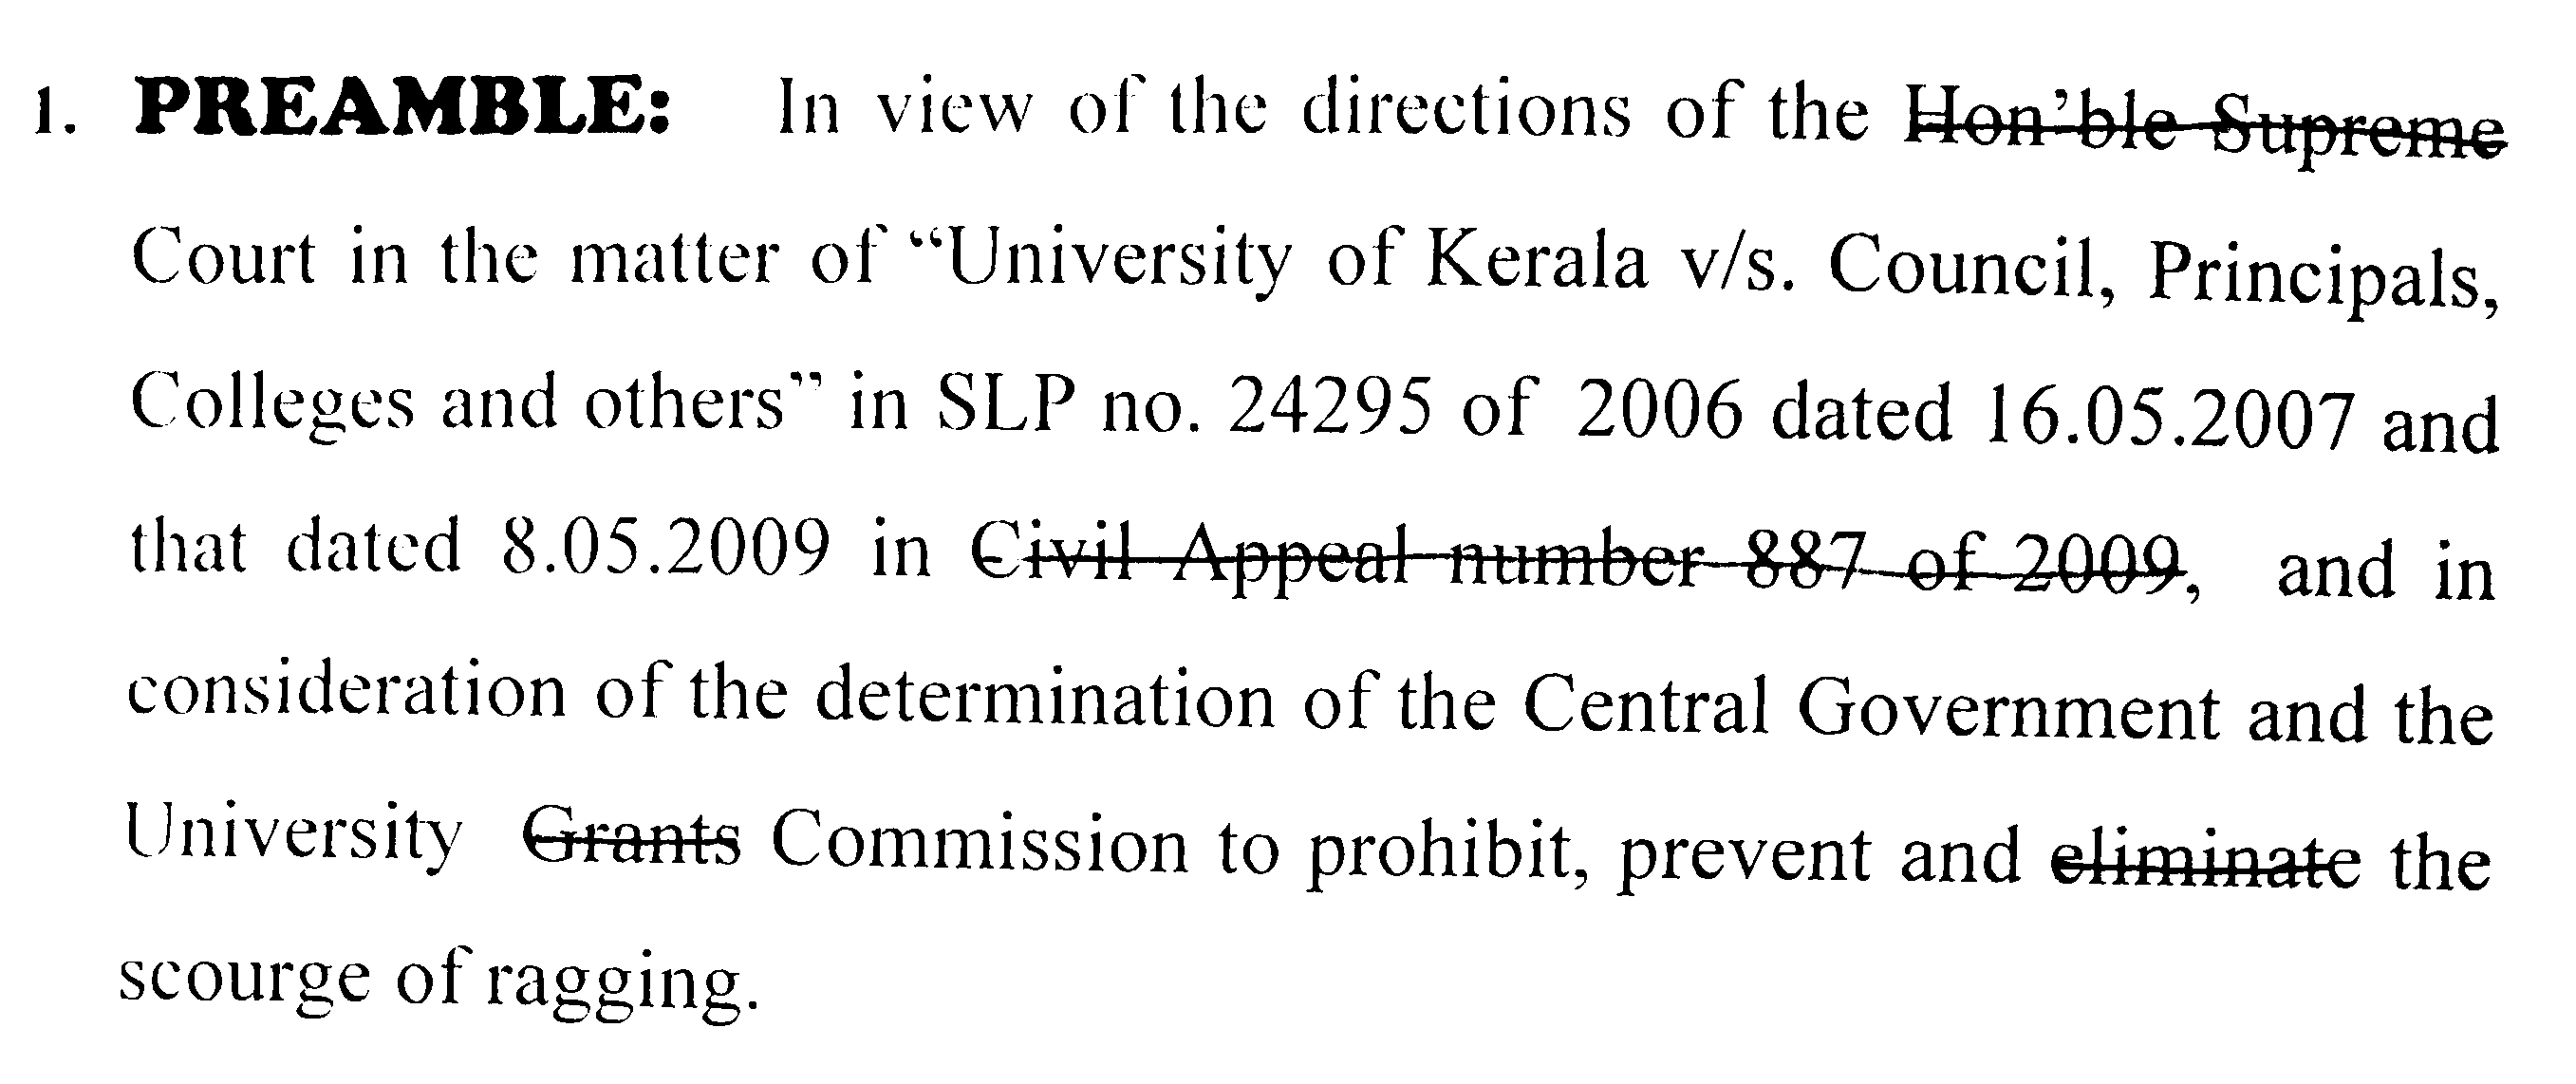 1. PREAMBLE: In view of the directions of the Hon'ble Supreme
Court in the matter of “University of Kerala v/s. Council, Principals,
Colleges and others” in SLP no. 24295 of 2006 dated 16.05.2007 and
that dated 8.05.2009 in Civil Appeal number 887 of 2009, and in
consideration of the determination of the Central Government and the
University Grants Commission to prohibit, prevent and eliminate the
scourge of ragging.